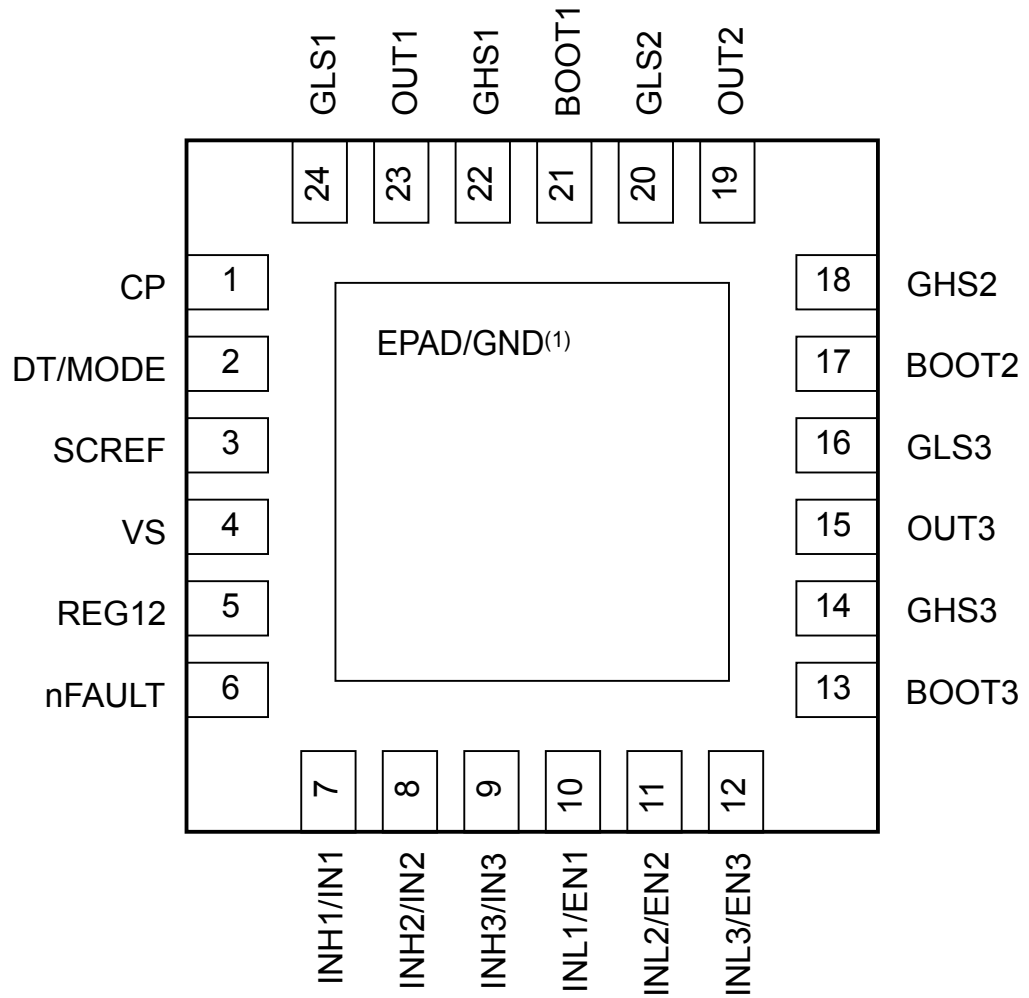 GLS1
OUT1
GHS1
BOOT1
GLS2
OUT2
24
23
22
21
20
19
CP
1
DT/MODE
2
SCREF
3
VS
4
REG12
5
nFAULT
6
EPAD/GND(1)
18
GHS2
17
BOOT2
16
GLS3
15
OUT3
14
GHS3
13
BOOT3
7
8
9
10
11
12
INH1/IN1
INH2/IN2
INH3/IN3
INL1/EN1
INL2/EN2
INL3/EN3